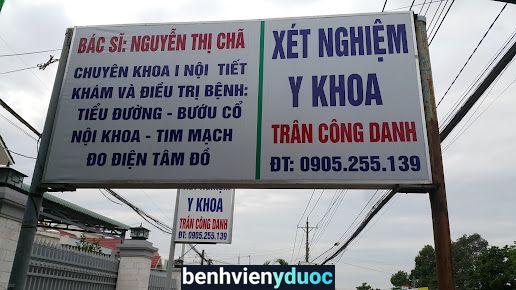 BÁC SĨ: NGUYỄN THỊ CHÃ
CHUYÊN KHOA I NỘI TIẾT
KHÁM VÀ ĐIỀU TRỊ BỆNH:
TIỂU ĐƯỜNG - BƯỚU CỔ
NỘI KHOA - TIM MẠCH
ĐO ĐIỆN TÂM ĐỒ
XÉT NGHIỆM
Y KHOA
TRẦN CÔNG DANH
ĐT: 0905.255.139
XÉT NGHIỆM
Y KHOA
TRẦN CÔNG DANH
ĐT: 0905.255.139
benhvienyduoc